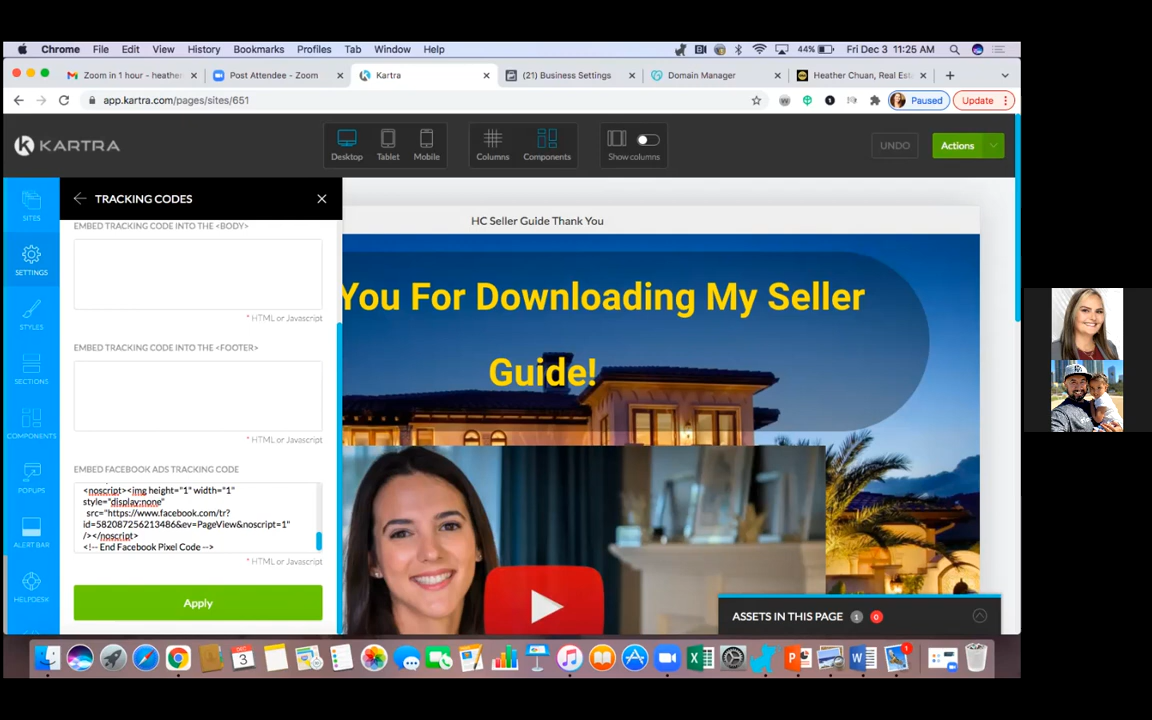 Chrome File Edit View History Bookmarks Profiles Tab Window Help 44% Fri Dec 3 11:25 AM
Zoom in 1 hour - heather Post Attendee - Zoom Kartra (21) Business Settings Domain Manager Heather Chuan, Real Est
app.kartra.com/pages/sites/651 Paused Update
KARTRA Desktop Tablet Mobile Columns Components Show columns UNDO Actions
SITES
SETTINGS
STYLES
SECTIONS
COMPONENTS
POPUPS
ALERT BAR
HELPDESK
TRACKING CODES
EMBED TRACKING CODE INTO THE <BODY>
* HTML or Javascript
EMBED TRACKING CODE INTO THE <FOOTER>
* HTML or Javascript
EMBED FACEBOOK ADS TRACKING CODE
<noscript><img height="1" width="1"
style="display:none"
src="https://www.facebook.com/tr?
id=582087256213486&ev=PageView&noscript=1"
/></noscript>
<!-- End Facebook Pixel Code -->
* HTML or Javascript
Apply
HC Seller Guide Thank You
You For Downloading My Seller
Guide!
ASSETS IN THIS PAGE 1 0